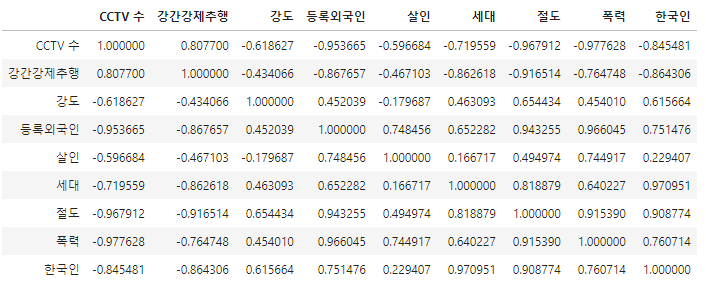 CCTV 수 강간강제추행 강도 등록외국인 살인 세대 절도 폭력 한국인
CCTV 수 1.000000 0.807700 -0.618627 -0.953665 -0.596684 -0.719559 -0.967912 -0.977628 -0.845481
강간강제추행 0.807700 1.000000 -0.434066 -0.867657 -0.467103 -0.862618 -0.916514 -0.764748 -0.864306
강도 -0.618627 -0.434066 1.000000 0.452039 -0.179687 0.463093 0.654434 0.454010 0.615664
등록외국인 -0.953665 -0.867657 0.452039 1.000000 0.748456 0.652282 0.943255 0.966045 0.751476
살인 -0.596684 -0.467103 -0.179687 0.748456 1.000000 0.166717 0.494974 0.744917 0.229407
세대 -0.719559 -0.862618 0.463093 0.652282 0.166717 1.000000 0.818879 0.640227 0.970951
절도 -0.967912 -0.916514 0.654434 0.943255 0.494974 0.818879 1.000000 0.915390 0.908774
폭력 -0.977628 -0.764748 0.454010 0.966045 0.744917 0.640227 0.915390 1.000000 0.760714
한국인 -0.845481 -0.864306 0.615664 0.751476 0.229407 0.970951 0.908774 0.760714 1.000000